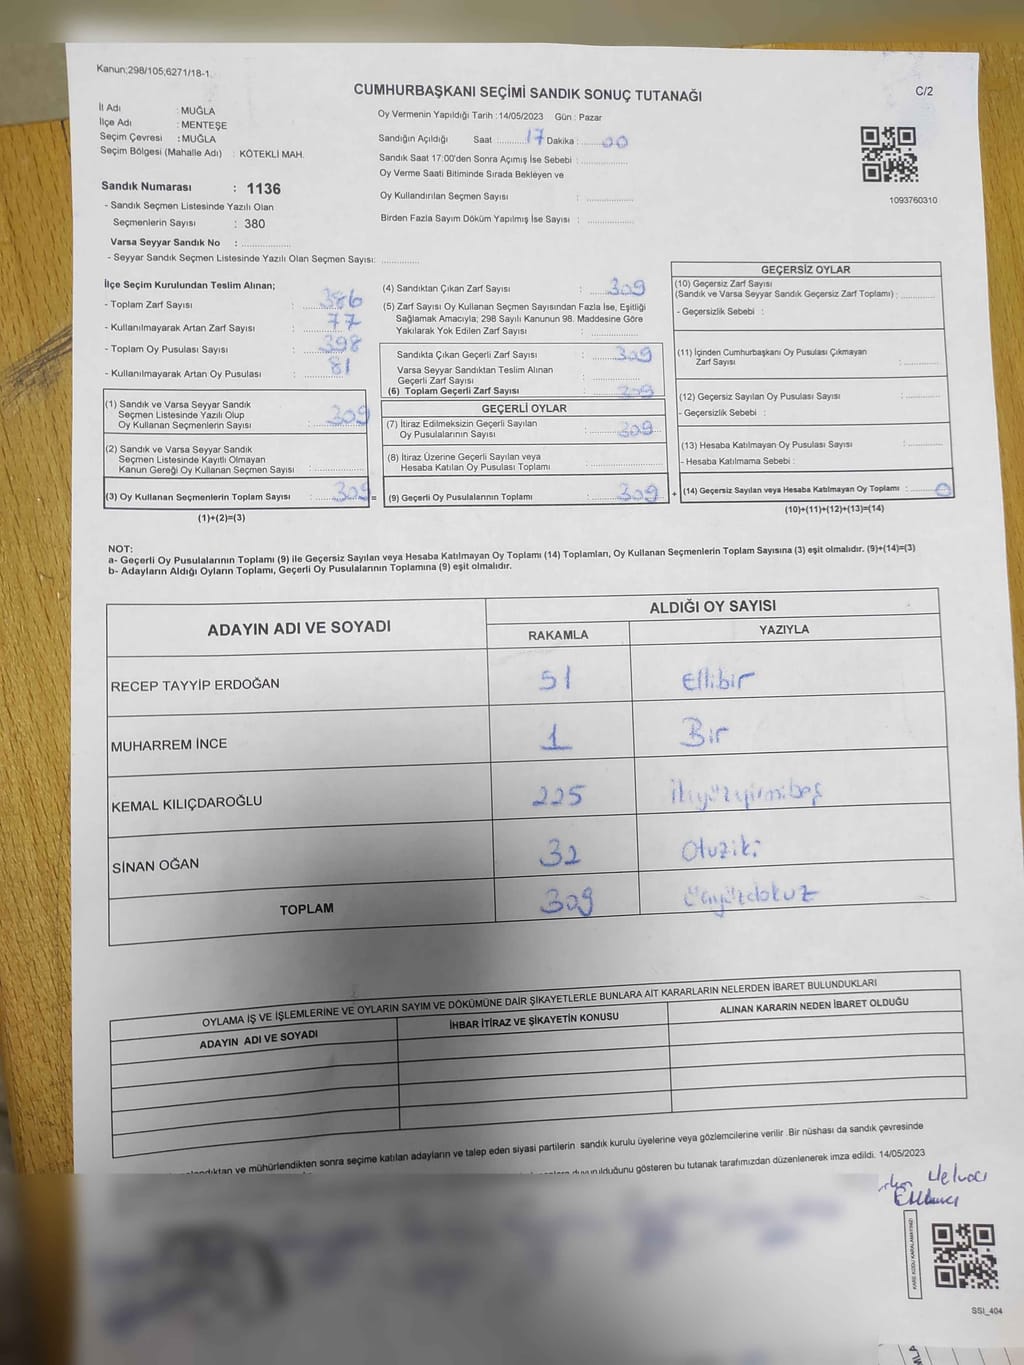 Kanun;298/105;6271/18-1.
CUMHURBAŞKANI SEÇİMİ SANDIK SONUÇ TUTANAĞI
C/2
İl Adı : MUĞLA
İlçe Adı : MENTEŞE
Seçim Çevresi : MUĞLA
Seçim Bölgesi (Mahalle Adı) : KÖTEKLİ MAH.
Sandık Numarası : 1136
- Sandık Seçmen Listesinde Yazılı Olan
Seçmenlerin Sayısı : 380
Varsa Seyyar Sandık No : ................
- Seyyar Sandık Seçmen Listesinde Yazılı Olan Seçmen Sayısı: .............
Oy Vermenin Yapıldığı Tarih : 14/05/2023 Gün : Pazar
Sandığın Açıldığı Saat :.........17 Dakika :......00
Sandık Saat 17:00'den Sonra Açımış İse Sebebi : ................
Oy Verme Saati Bitiminde Sırada Bekleyen ve
Oy Kullandırılan Seçmen Sayısı : ................
Birden Fazla Sayım Döküm Yapılmış İse Sayısı : ................
1093760310
İlçe Seçim Kurulundan Teslim Alınan;
- Toplam Zarf Sayısı : 386
- Kullanılmayarak Artan Zarf Sayısı : 77
- Toplam Oy Pusulası Sayısı : 398
- Kullanılmayarak Artan Oy Pusulası : 81
(1) Sandık ve Varsa Seyyar Sandık
Seçmen Listesinde Yazılı Olup
Oy Kullanan Seçmenlerin Sayısı : 309
(2) Sandık ve Varsa Seyyar Sandık
Seçmen Listesinde Kayıtlı Olmayan
Kanun Gereği Oy Kullanan Seçmen Sayısı :................
(3) Oy Kullanan Seçmenlerin Toplam Sayısı : 309 =
(1)+(2)=(3)
(4) Sandıktan Çıkan Zarf Sayısı : 309
(5) Zarf Sayısı Oy Kullanan Seçmen Sayısından Fazla İse, Eşitliği
Sağlamak Amacıyla; 298 Sayılı Kanunun 98. Maddesine Göre
Yakılarak Yok Edilen Zarf Sayısı : ................
Sandıkta Çıkan Geçerli Zarf Sayısı : 309
Varsa Seyyar Sandıktan Teslim Alınan
Geçerli Zarf Sayısı : ................
(6) Toplam Geçerli Zarf Sayısı : 309
GEÇERLİ OYLAR
(7) İtiraz Edilmeksizin Geçerli Sayılan
Oy Pusulalarının Sayısı : 309
(8) İtiraz Üzerine Geçerli Sayılan veya
Hesaba Katılan Oy Pusulası Toplamı : ................
(9) Geçerli Oy Pusulalarının Toplamı : 309 +
GEÇERSİZ OYLAR
(10) Geçersiz Zarf Sayısı
(Sandık ve Varsa Seyyar Sandık Geçersiz Zarf Toplamı) : ............
- Geçersizlik Sebebi :
(11) İçinden Cumhurbaşkanı Oy Pusulası Çıkmayan
Zarf Sayısı : ............
(12) Geçersiz Sayılan Oy Pusulası Sayısı : ............
- Geçersizlik Sebebi :
(13) Hesaba Katılmayan Oy Pusulası Sayısı : ............
- Hesaba Katılmama Sebebi :
(14) Geçersiz Sayılan veya Hesaba Katılmayan Oy Toplamı : 0
(10)+(11)+(12)+(13)=(14)
NOT:
a- Geçerli Oy Pusulalarının Toplamı (9) ile Geçersiz Sayılan veya Hesaba Katılmayan Oy Toplamı (14) Toplamları, Oy Kullanan Seçmenlerin Toplam Sayısına (3) eşit olmalıdır. (9)+(14)=(3)
b- Adayların Aldığı Oyların Toplamı, Geçerli Oy Pusulalarının Toplamına (9) eşit olmalıdır.
ADAYIN ADI VE SOYADI
ALDIĞI OY SAYISI
RAKAMLA YAZIYLA
RECEP TAYYİP ERDOĞAN 51 Ellibir
MUHARREM İNCE 1 Bir
KEMAL KILIÇDAROĞLU 225 İkiyüzyirmibeş
SİNAN OĞAN 32 Otuziki
TOPLAM 309 üçyüzdokuz
OYLAMA İŞ VE İŞLEMLERİNE VE OYLARIN SAYIM VE DÖKÜMÜNE DAİR ŞİKAYETLERLE BUNLARA AİT KARARLARIN NELERDEN İBARET BULUNDUKLARI
ADAYIN ADI VE SOYADI İHBAR İTİRAZ VE ŞİKAYETİN KONUSU ALINAN KARARIN NEDEN İBARET OLDUĞU
mühürlendikten sonra seçime katılan adayların ve talep eden siyasi partilerin sandık kurulu üyelerine veya gözlemcilerine verilir .Bir nüshası da sandık çevresinde
gösteren bu tutanak tarafımızdan düzenlenerek imza edildi. 14/05/2023
KARE KODU KARALAMAYINIZ!
SSI_404